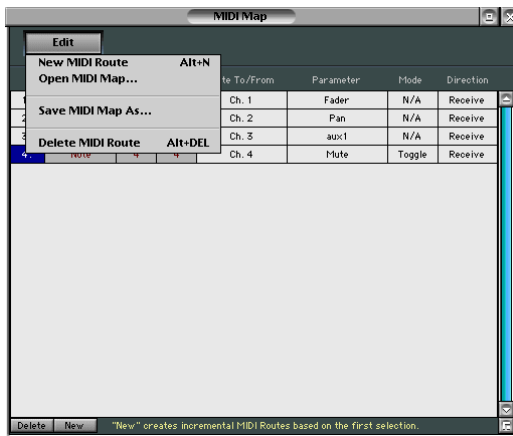 MIDI Map
Edit
New MIDI Route Alt+N
Open MIDI Map...
Save MIDI Map As...
Delete MIDI Route Alt+DEL
te To/From Parameter Mode Direction
1 Ch. 1 Fader N/A Receive
2 Ch. 2 Pan N/A Receive
3 Ch. 3 aux1 N/A Receive
4. Note 4 4 Ch. 4 Mute Toggle Receive
Delete New "New" creates incremental MIDI Routes based on the first selection.